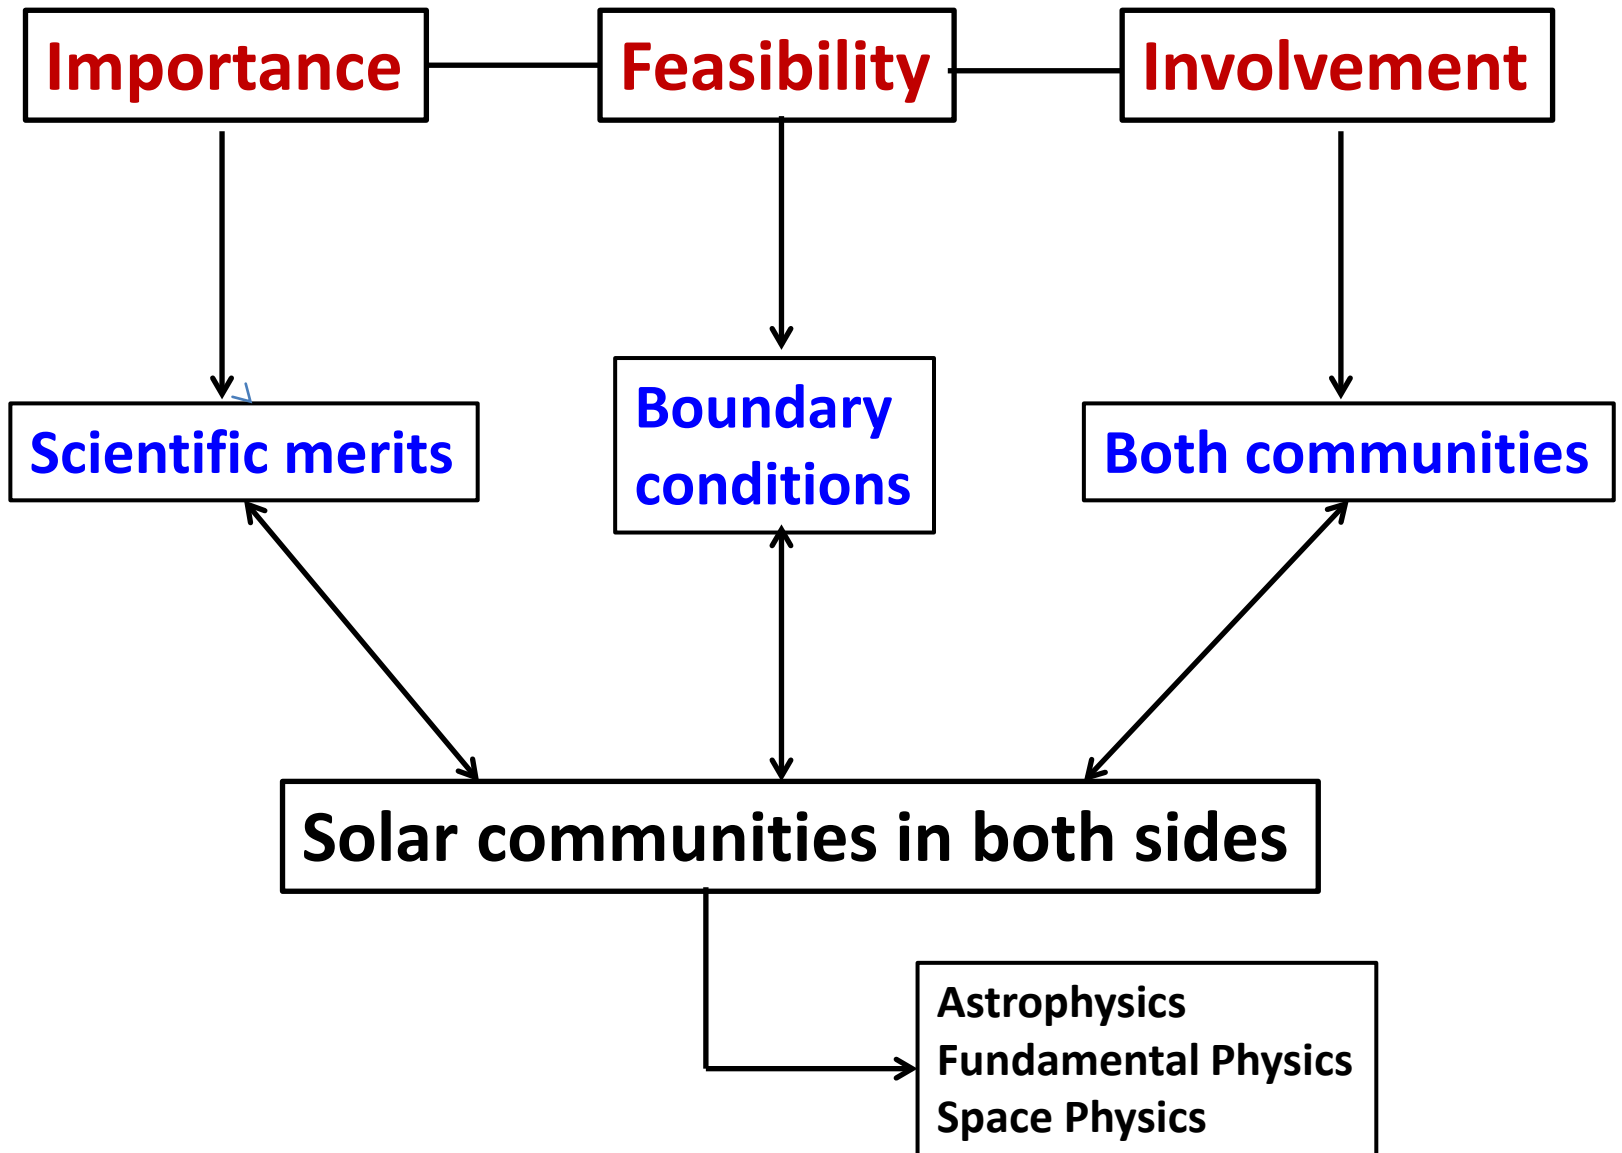 Importance
Feasibility
Involvement
Scientific merits
Boundary
conditions
Both communities
Solar communities in both sides
Astrophysics
Fundamental Physics
Space Physics